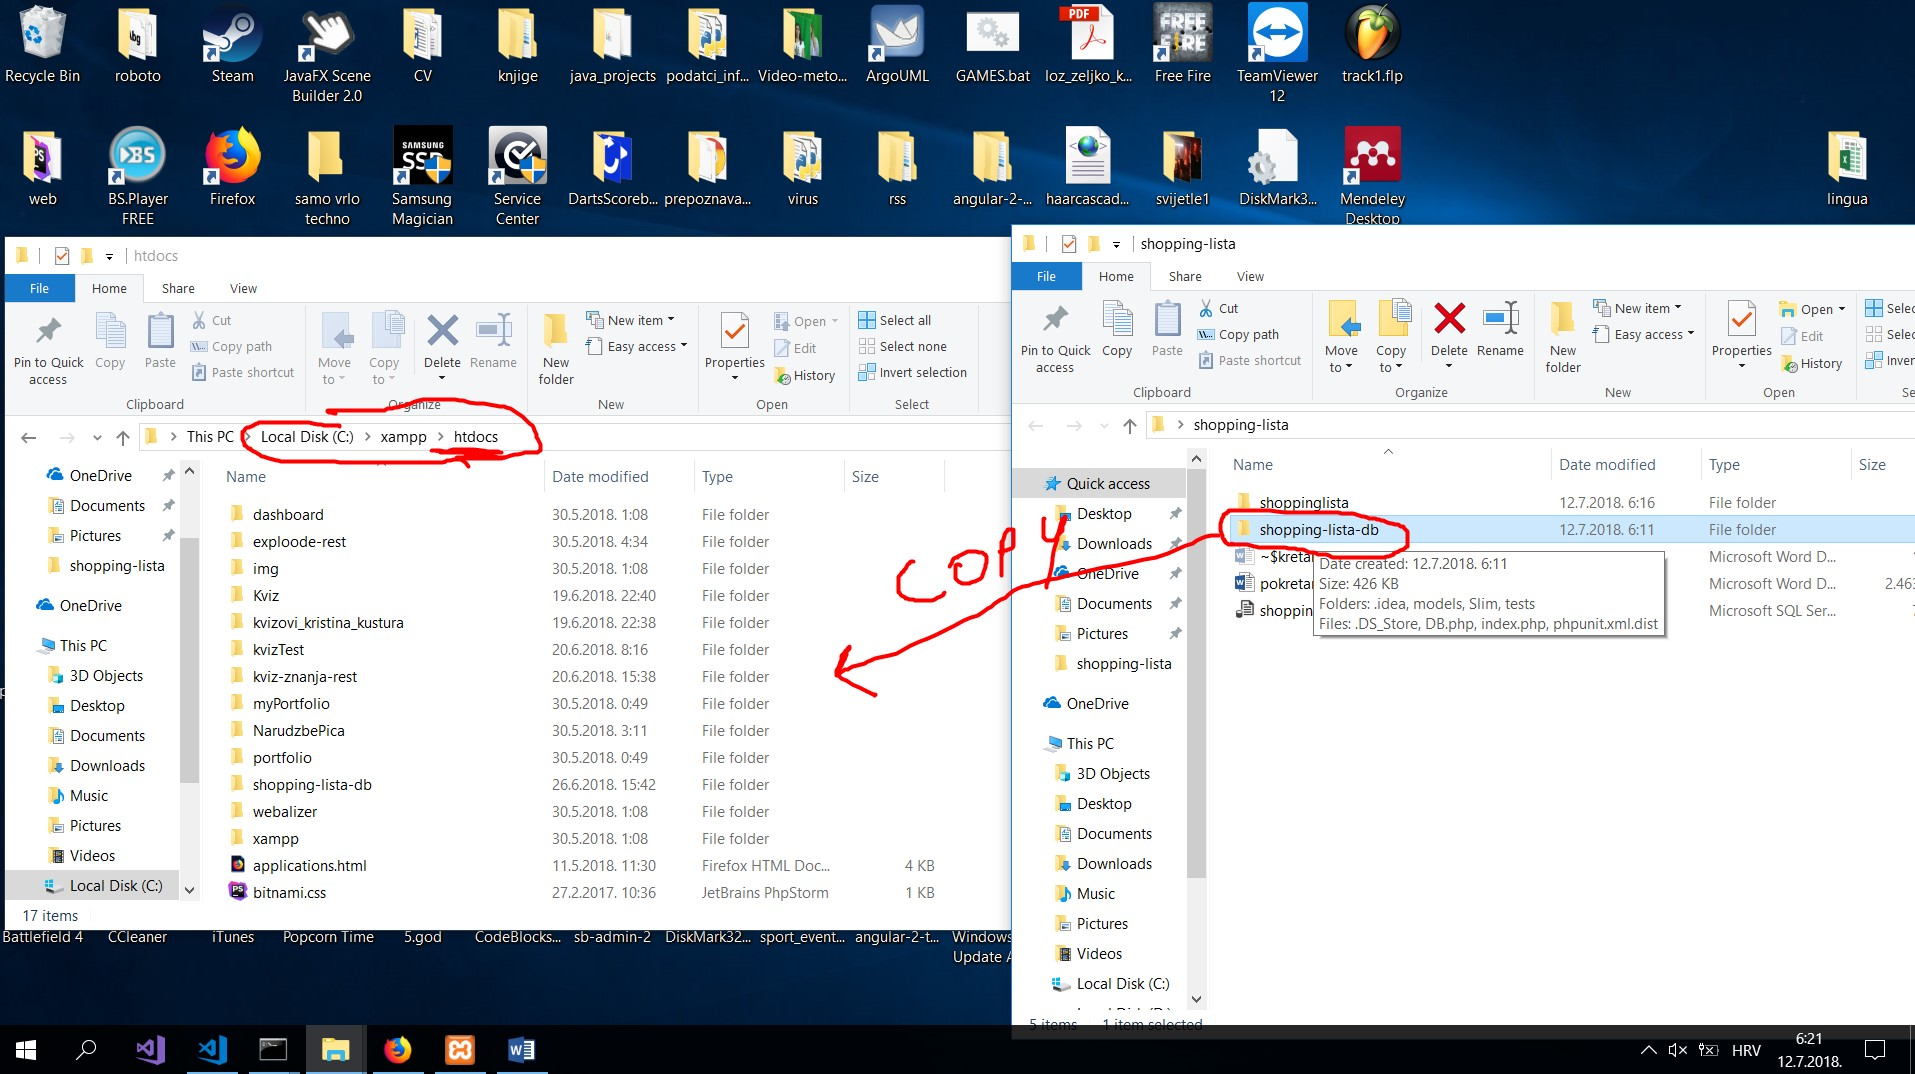 Recycle Bin
roboto
Steam
JavaFX Scene Builder 2.0
CV
knjige
java_projects
podatci_inf...
Video-meto...
ArgoUML
GAMES.bat
loz_zeljko_k...
Free Fire
TeamViewer 12
track1.flp
web
BS.Player FREE
Firefox
samo vrlo techno
Samsung Magician
Service Center
DartsScoreb...
prepoznava...
virus
rss
angular-2-...
haarcascad...
svijetle1
DiskMark3...
Mendeley Desktop
lingua
htdocs
File Home Share View
Pin to Quick access
Copy
Paste
Cut
Copy path
Paste shortcut
Clipboard
Move to
Copy to
Delete
Rename
Organize
New folder
New item
Easy access
New
Properties
Open
Edit
History
Open
Select all
Select none
Invert selection
Select
This PC > Local Disk (C:) > xampp > htdocs
OneDrive
Documents
Pictures
shopping-lista
OneDrive
This PC
3D Objects
Desktop
Documents
Downloads
Music
Pictures
Videos
Local Disk (C:)
Name Date modified Type Size
dashboard 30.5.2018. 1:08 File folder
exploode-rest 30.5.2018. 4:34 File folder
img 30.5.2018. 1:08 File folder
Kviz 19.6.2018. 22:40 File folder
kvizovi_kristina_kustura 19.6.2018. 22:38 File folder
kvizTest 20.6.2018. 8:16 File folder
kviz-znanja-rest 20.6.2018. 15:38 File folder
myPortfolio 30.5.2018. 0:49 File folder
NarudzbePica 30.5.2018. 3:11 File folder
portfolio 30.5.2018. 0:49 File folder
shopping-lista-db 26.6.2018. 15:42 File folder
webalizer 30.5.2018. 1:08 File folder
xampp 30.5.2018. 1:08 File folder
applications.html 11.5.2018. 11:30 Firefox HTML Doc... 4 KB
bitnami.css 27.2.2017. 10:36 JetBrains PhpStorm 1 KB
17 items
COPY
shopping-lista
File Home Share View
Pin to Quick access
Copy
Paste
Cut
Copy path
Paste shortcut
Clipboard
Move to
Copy to
Delete
Rename
Organize
New folder
New item
Easy access
New
Properties
Open
Edit
History
Open
shopping-lista
Quick access
Desktop
Downloads
OneDrive
Documents
Pictures
shopping-lista
OneDrive
This PC
3D Objects
Desktop
Documents
Downloads
Music
Pictures
Videos
Local Disk (C:)
Name Date modified Type Size
shoppinglista 12.7.2018. 6:16 File folder
shopping-lista-db 12.7.2018. 6:11 File folder
~$kreta Microsoft Word D...
pokretar Microsoft Word D... 2.463
shoppin Microsoft SQL Ser...
Date created: 12.7.2018. 6:11
Size: 426 KB
Folders: .idea, models, Slim, tests
Files: .DS_Store, DB.php, index.php, phpunit.xml.dist
5 items 1 item selected
Battlefield 4
CCleaner
iTunes
Popcorn Time
5.god
CodeBlocks...
sb-admin-2
DiskMark32...
sport_event...
angular-2-t...
Windows Update
HRV
6:21
12.7.2018.